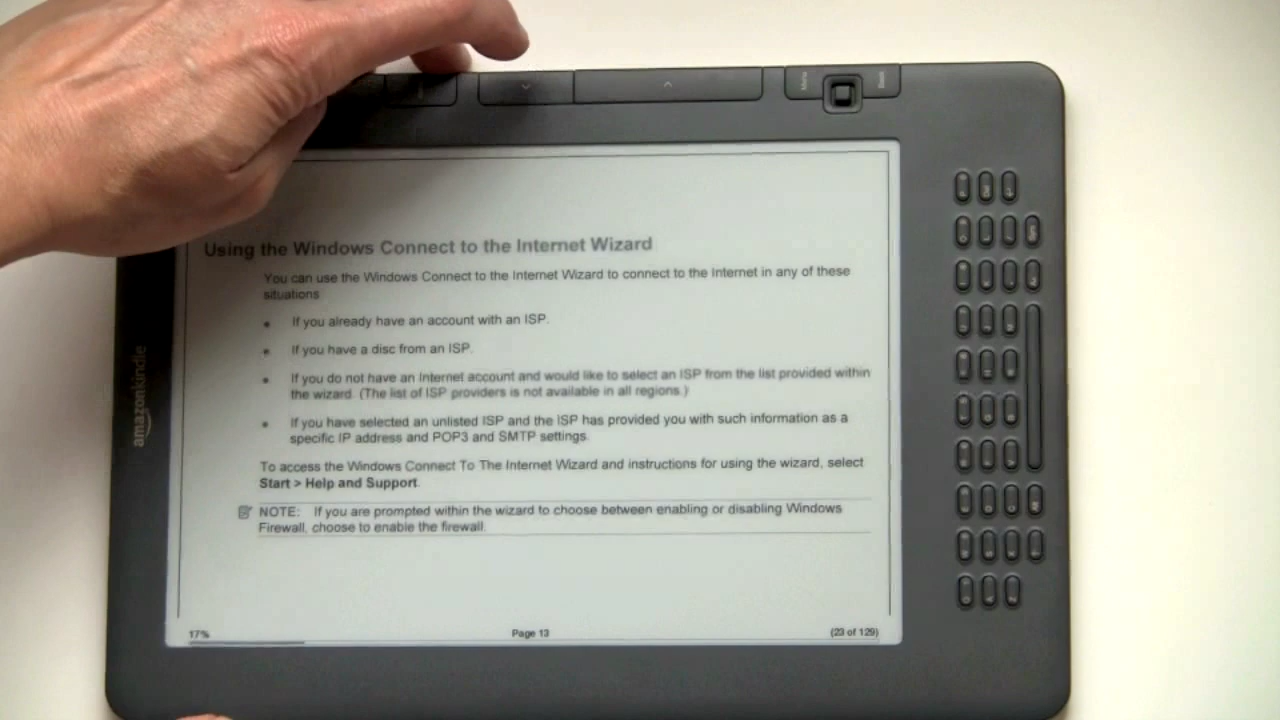 Menu
Back
Using the Windows Connect to the Internet Wizard
You can use the Windows Connect to the Internet Wizard to connect to the Internet in any of these
situations
• If you already have an account with an ISP.
• If you have a disc from an ISP.
• If you do not have an Internet account and would like to select an ISP from the list provided within
the wizard. (The list of ISP providers is not available in all regions.)
• If you have selected an unlisted ISP and the ISP has provided you with such information as a
specific IP address and POP3 and SMTP settings.
To access the Windows Connect To The Internet Wizard and instructions for using the wizard, select
Start > Help and Support.
NOTE: If you are prompted within the wizard to choose between enabling or disabling Windows
Firewall, choose to enable the firewall.
17% Page 13 (23 of 129)
amazonkindle